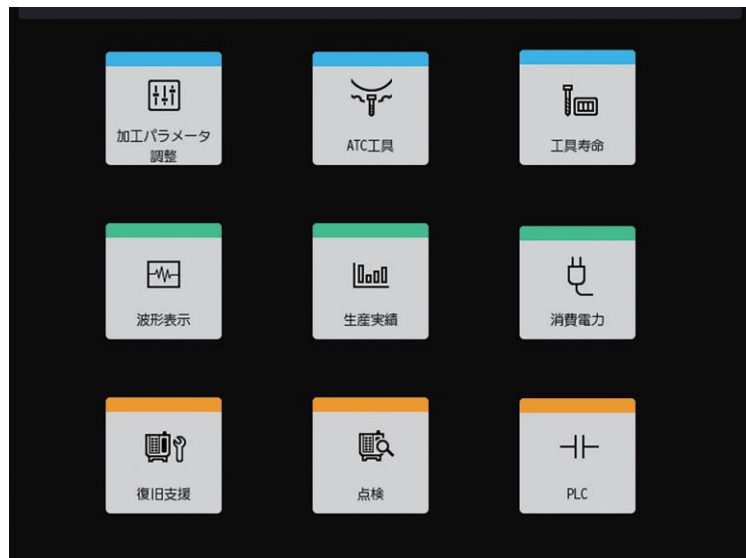 加工パラメータ
調整
ATC工具
工具寿命
波形表示
生産実績
消費電力
復旧支援
点検
PLC